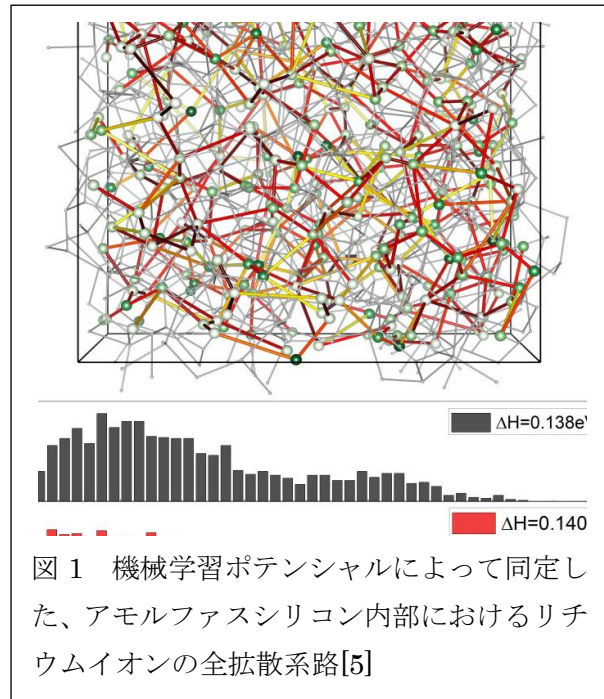 ΔH=0.138eV
ΔH=0.140
図 1　機械学習ポテンシャルによって同定し
た、アモルファスシリコン内部におけるリチ
ウムイオンの全拡散系路[5]